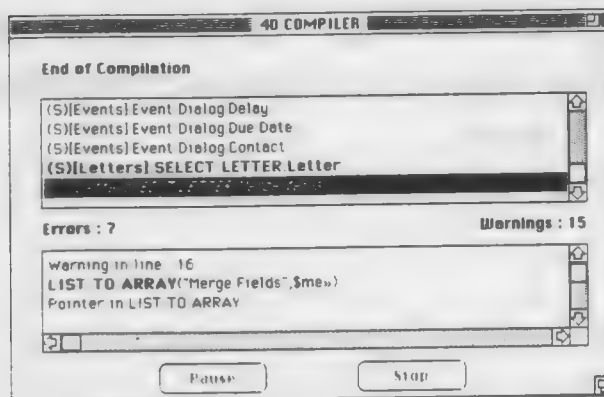 4D COMPILER
End of Compilation
(S)[Events] Event Dialog.Delay
(S)[Events] Event Dialog.Due Date
(S)[Events] Event Dialog.Contact
(S)[Letters] SELECT LETTER.Letter
Errors : 7 Warnings : 15
Warning in line 16
LIST TO ARRAY("Merge Fields",$me»)
Pointer in LIST TO ARRAY
Pause Stop